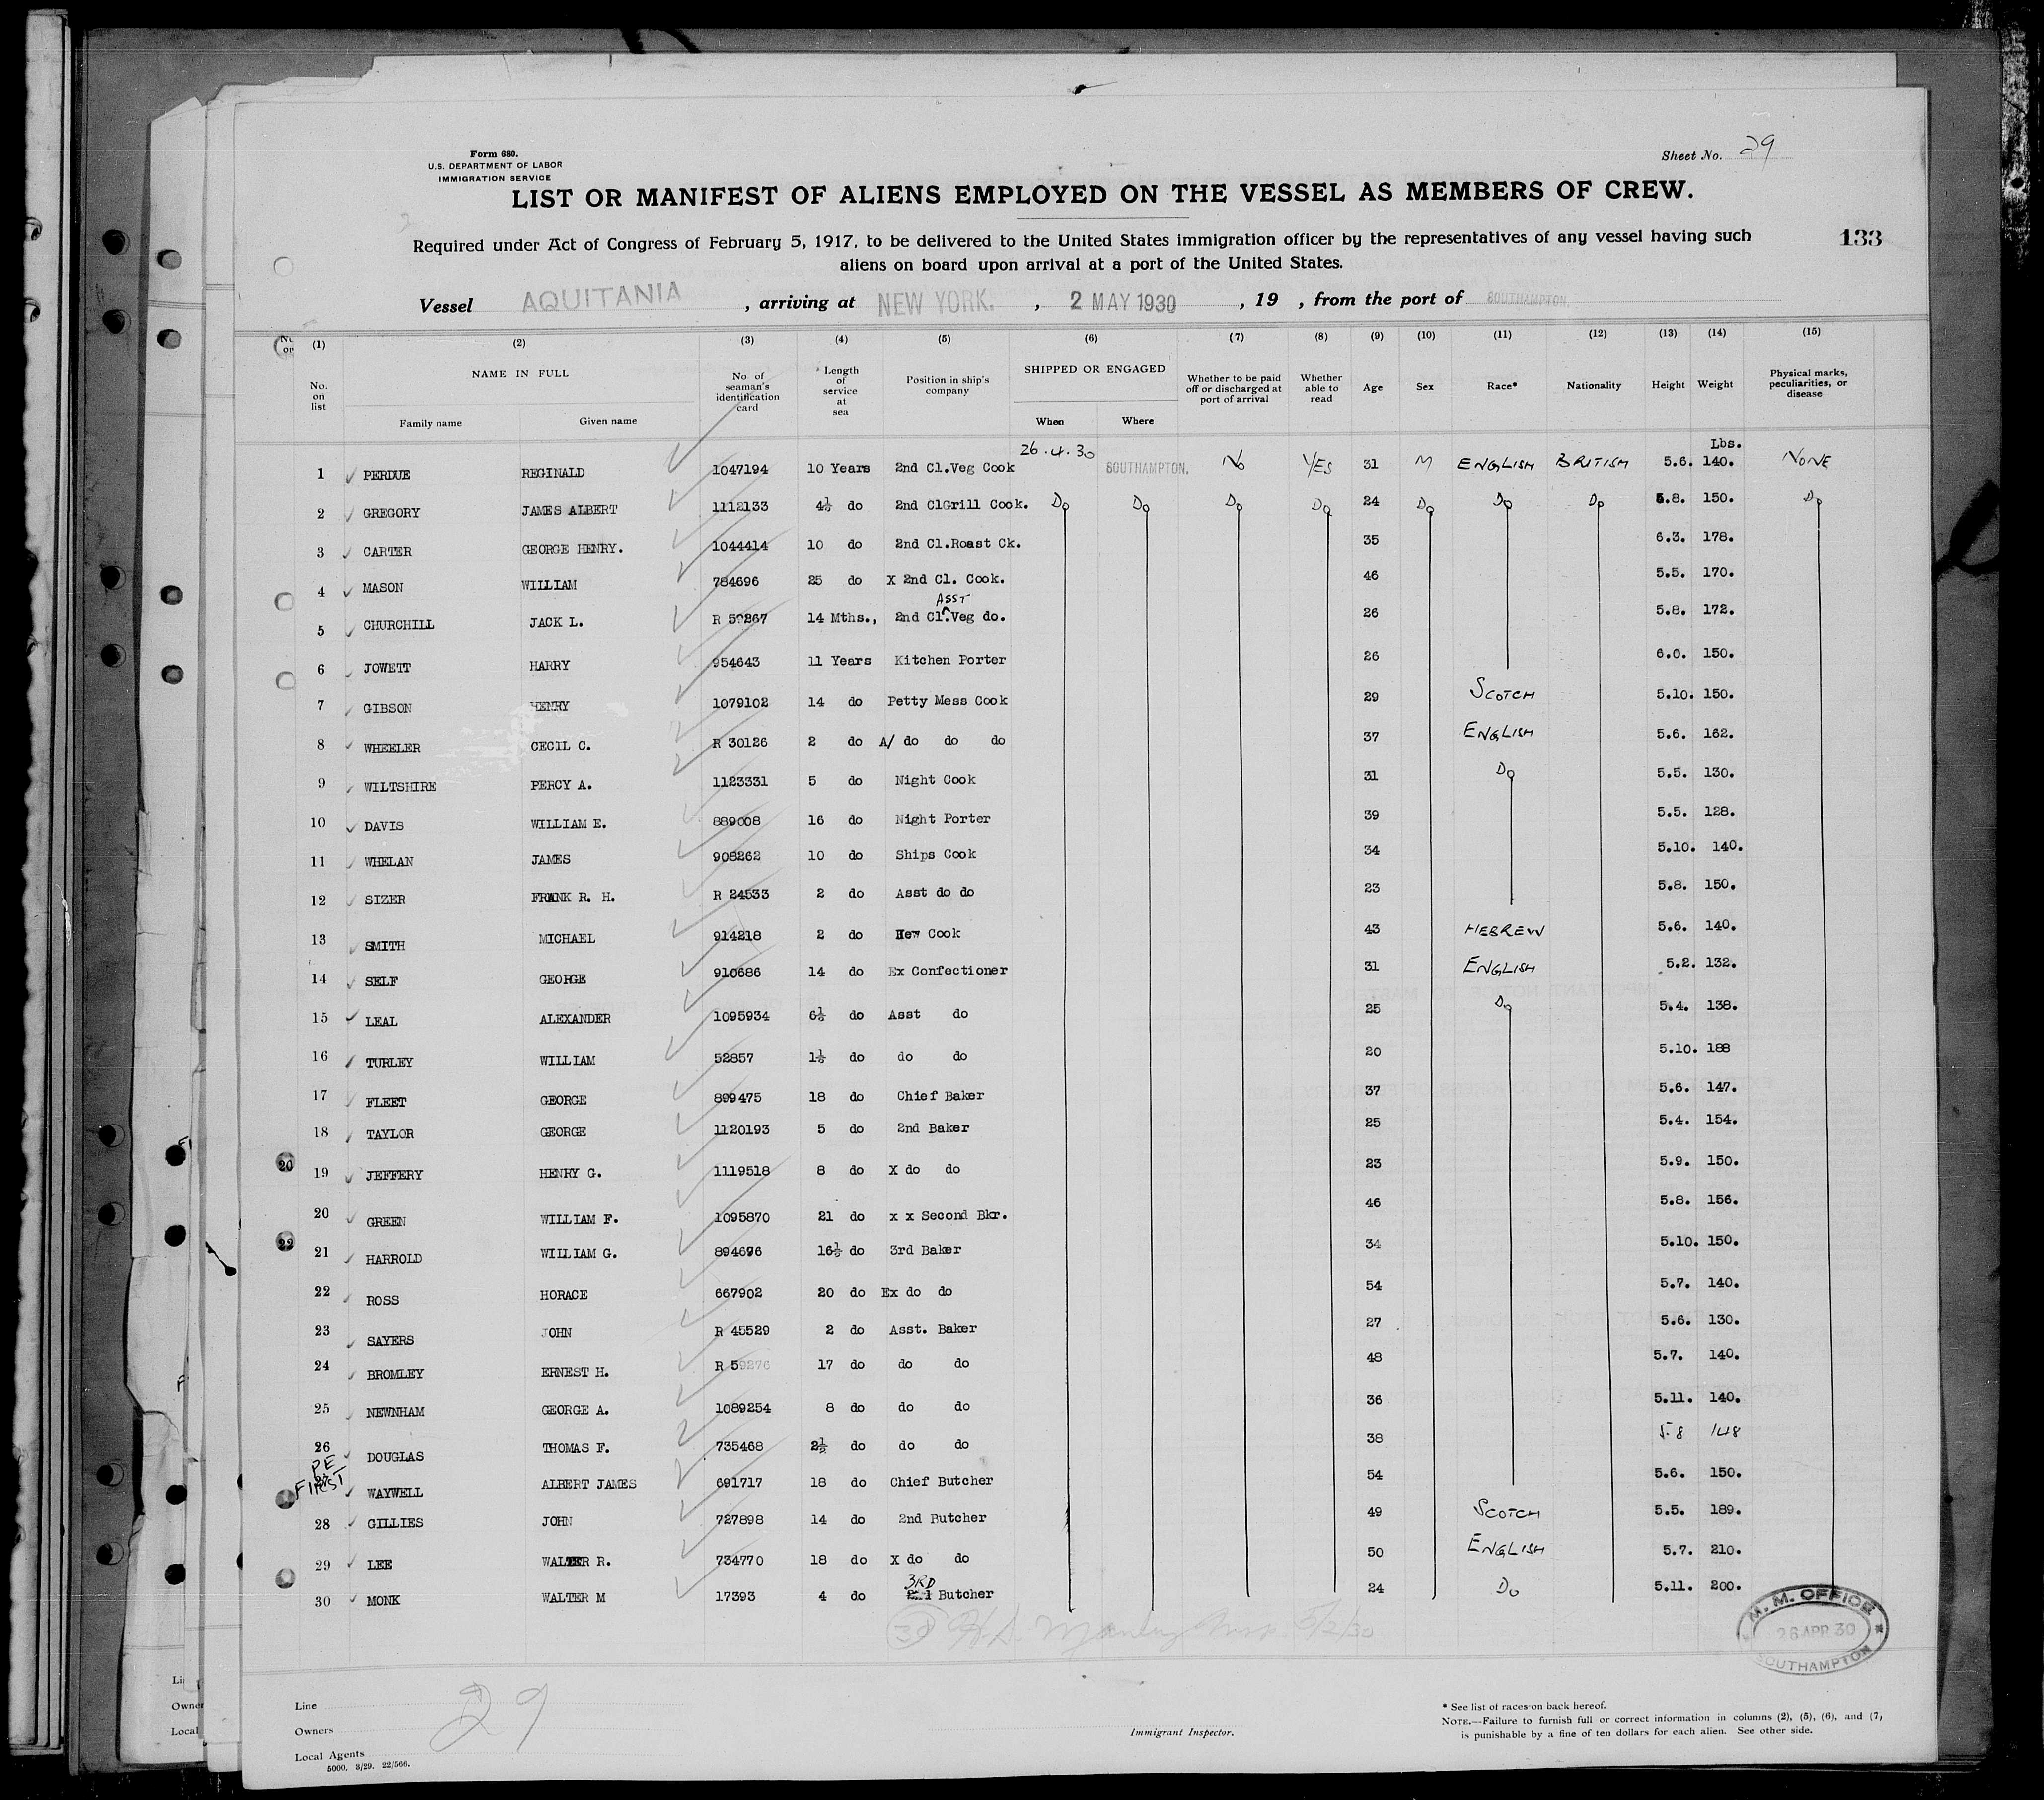 Form 680.
U.S. DEPARTMENT OF LABOR
IMMIGRATION SERVICE
Sheet No. 29
LIST OR MANIFEST OF ALIENS EMPLOYED ON THE VESSEL AS MEMBERS OF CREW.
Required under Act of Congress of February 5, 1917, to be delivered to the United States immigration officer by the representatives of any vessel having such
aliens on board upon arrival at a port of the United States.
133
Vessel AQUITANIA, arriving at NEW YORK. , 2 MAY 1930 , 19 , from the port of SOUTHAMPTON.
(1) (2) (3) (4) (5) (6) (7) (8) (9) (10) (11) (12) (13) (14) (15)
No. on list NAME IN FULL Family name Given name No. of seaman's identification card Length of service at sea Position in ship's company SHIPPED OR ENGAGED When Where Whether to be paid off or discharged at port of arrival Whether able to read Age Sex Race* Nationality Height Weight Physical marks, peculiarities, or disease
Lbs.
1 PERDUE REGINALD 1047194 10 Years 2nd Cl.Veg Cook 26.4.30 SOUTHAMPTON. No YES 31 M ENGLISH BRITISH 5.6. 140. NONE
2 GREGORY JAMES ALBERT 1112133 4½ do 2nd ClGrill Cook. Do Do Do Do 24 Do Do Do 5.8. 150. Do
3 CARTER GEORGE HENRY. 1044414 10 do 2nd Cl.Roast Ck. 35 6.3. 178.
4 MASON WILLIAM 784696 25 do X 2nd Cl. Cook. 46 5.5. 170.
ASST
5 CHURCHILL JACK L. R 14 Mths., 2nd Cl.^Veg do. 26 5.8. 172.
6 JOWETT HARRY 954643 11 Years Kitchen Porter 26 6.0. 150.
7 GIBSON HENRY 1079102 14 do Petty Mess Cook 29 SCOTCH 5.10. 150.
8 WHEELER CECIL C. R 30126 2 do A/ do do do 37 ENGLISH 5.6. 162.
9 WILTSHIRE PERCY A. 1123331 5 do Night Cook 31 Do 5.5. 130.
10 DAVIS WILLIAM E. 889008 16 do Night Porter 39 5.5. 128.
11 WHELAN JAMES 908262 10 do Ships Cook 34 5.10. 140.
12 SIZER FRANK R. H. R 24533 2 do Asst do do 23 5.8. 150.
13 SMITH MICHAEL 914218 2 do Hew Cook 43 HEBREW 5.6. 140.
14 SELF GEORGE 910686 14 do Ex Confectioner 31 ENGLISH 5.2. 132.
15 LEAL ALEXANDER 1095934 6½ do Asst do 25 Do 5.4. 138.
16 TURLEY WILLIAM 52857 1½ do do do 20 5.10. 188
17 FLEET GEORGE 899475 18 do Chief Baker 37 5.6. 147.
18 TAYLOR GEORGE 1120193 5 do 2nd Baker 25 5.4. 154.
19 JEFFERY HENRY G. 1119518 8 do X do do 23 5.9. 150.
20 GREEN WILLIAM F. 1095870 21 do x x Second Bkr. 46 5.8. 156.
21 HARROLD WILLIAM G. 894696 16½ do 3rd Baker 34 5.10. 150.
22 ROSS HORACE 667902 20 do Ex do do 54 5.7. 140.
23 SAYERS JOHN R 45529 2 do Asst. Baker 27 5.6. 130.
24 BROMLEY ERNEST H. R 59276 17 do do do 48 5.7. 140.
25 NEWNHAM GEORGE A. 1089254 8 do do do 36 5.11. 140.
26 DOUGLAS THOMAS F. 735468 2½ do do do 38 5.8 148
PE FIRST 27 WAYWELL ALBERT JAMES 691717 18 do Chief Butcher 54 5.6. 150.
28 GILLIES JOHN 727898 14 do 2nd Butcher 49 SCOTCH 5.5. 189.
29 LEE WALTER R. 734770 18 do X do do 50 ENGLISH 5.7. 210.
3RD
30 MONK WALTER M 17393 4 do Butcher 24 Do 5.11. 200.
5/2/30
M. M. OFFICE
26 APR 30
SOUTHAMPTON
20
22
Line
Owners
Local Agents
5000. 3/29. 22/566.
29
Immigrant Inspector.
* See list of races on back hereof.
NOTE.—Failure to furnish full or correct information in columns (2), (5), (6), and (7)
is punishable by a fine of ten dollars for each alien. See other side.